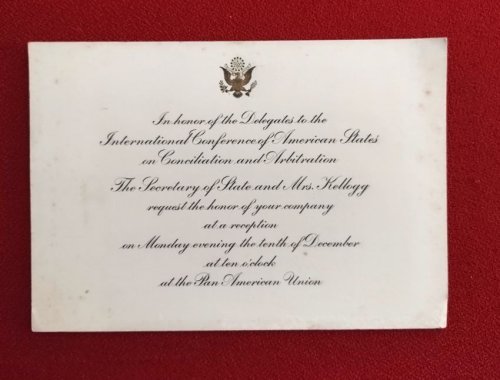 In honor of the Delegates to the
International Conference of American States
on Conciliation and Arbitration
The Secretary of State and Mrs. Kellogg
request the honor of your company
at a reception
on Monday evening the tenth of December
at ten o'clock
at the Pan American Union